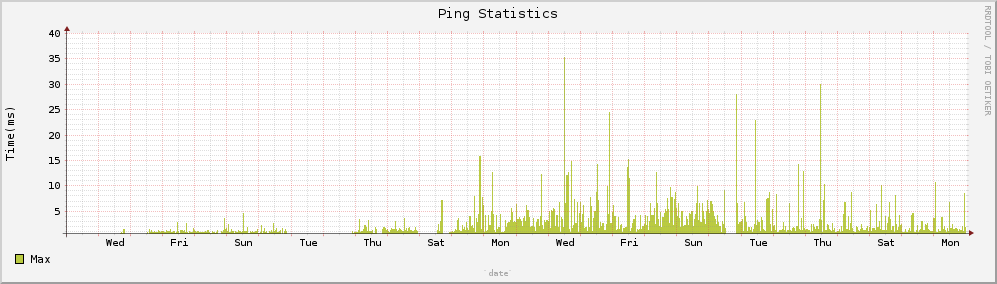 Ping Statistics
RRDTOOL / TOBI OETIKER
Time(ms)
40
35
30
25
20
15
10
5
Wed Fri Sun Tue Thu Sat Mon Wed Fri Sun Tue Thu Sat Mon
Max
`date`